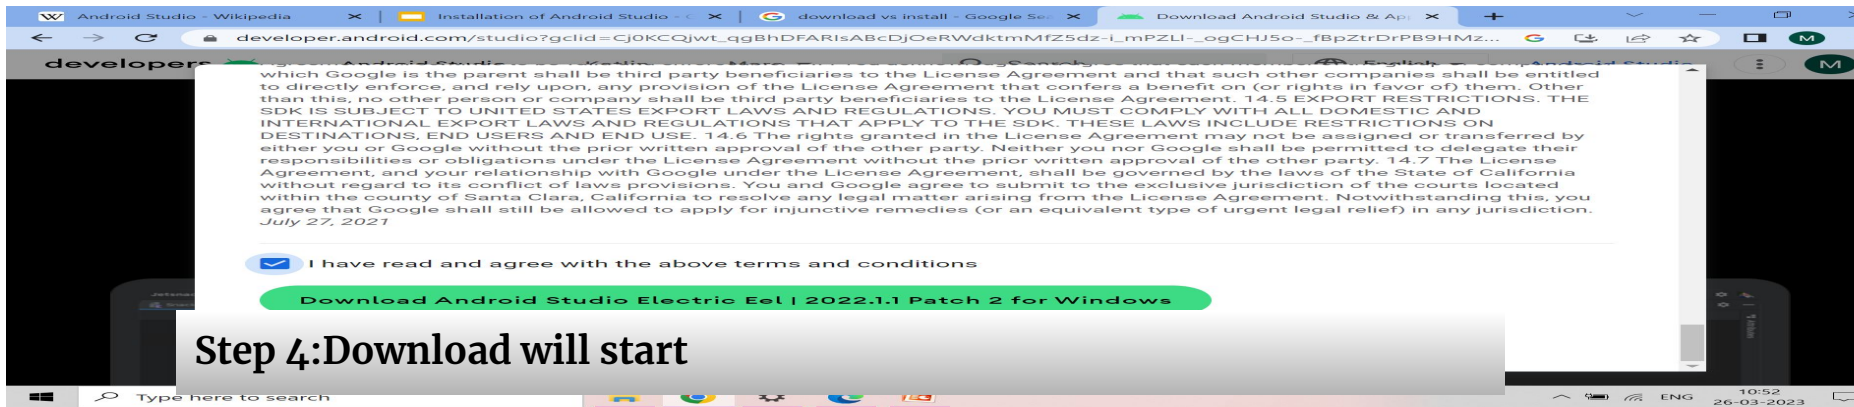 Android Studio - Wikipedia
Installation of Android Studio - G
download vs install - Google Sea
Download Android Studio & Ap
developer.android.com/studio?gclid=Cj0KCQjwt_qgBhDFARIsABcDjOeRWdktmMfZ5dz-i_mPZLI-_ogCHJ5o-_fBpZtrDrPB9HMz...
M
developers
Android Studio
English
Android Studio
M
which Google is the parent shall be third party beneficiaries to the License Agreement and that such other companies shall be entitled
to directly enforce, and rely upon, any provision of the License Agreement that confers a benefit on (or rights in favor of) them. Other
than this, no other person or company shall be third party beneficiaries to the License Agreement. 14.5 EXPORT RESTRICTIONS. THE
SDK IS SUBJECT TO UNITED STATES EXPORT LAWS AND REGULATIONS. YOU MUST COMPLY WITH ALL DOMESTIC AND
INTERNATIONAL EXPORT LAWS AND REGULATIONS THAT APPLY TO THE SDK. THESE LAWS INCLUDE RESTRICTIONS ON
DESTINATIONS, END USERS AND END USE. 14.6 The rights granted in the License Agreement may not be assigned or transferred by
either you or Google without the prior written approval of the other party. Neither you nor Google shall be permitted to delegate their
responsibilities or obligations under the License Agreement without the prior written approval of the other party. 14.7 The License
Agreement, and your relationship with Google under the License Agreement, shall be governed by the laws of the State of California
without regard to its conflict of laws provisions. You and Google agree to submit to the exclusive jurisdiction of the courts located
within the county of Santa Clara, California to resolve any legal matter arising from the License Agreement. Notwithstanding this, you
agree that Google shall still be allowed to apply for injunctive remedies (or an equivalent type of urgent legal relief) in any jurisdiction.
July 27, 2021
I have read and agree with the above terms and conditions
Download Android Studio Electric Eel | 2022.1.1 Patch 2 for Windows
Step 4:Download will start
Type here to search
ENG
10:52
26-03-2023